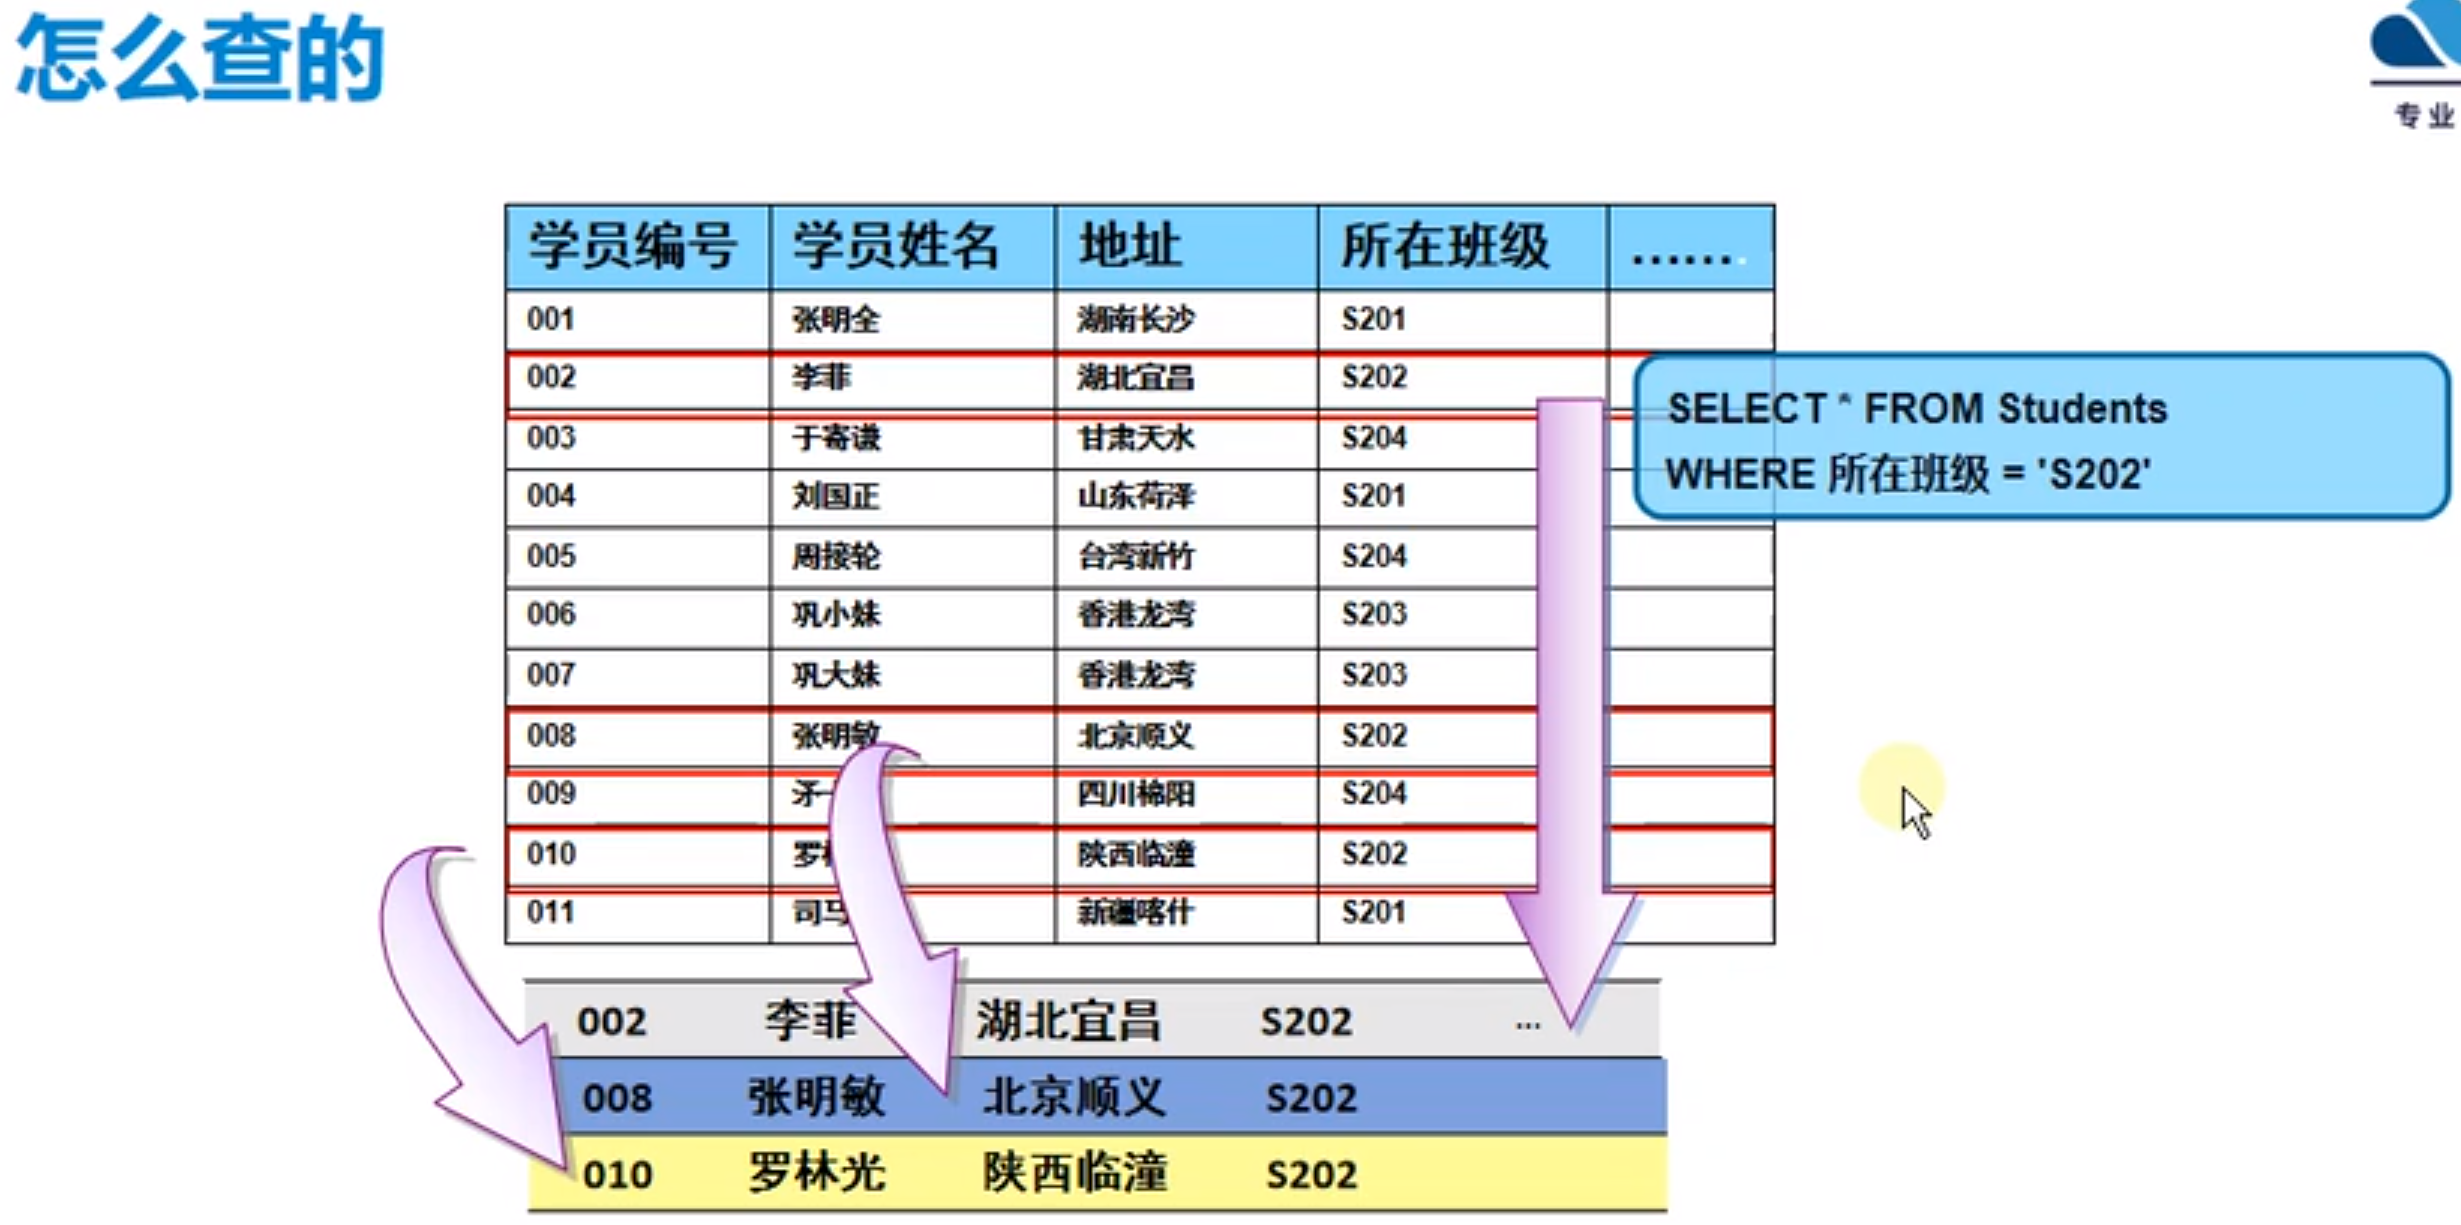 怎么查的
专业
学员编号 学员姓名 地址 所在班级 .......
001 张明全 湖南长沙 S201
002 李菲 湖北宜昌 S202
SELECT * FROM Students
WHERE 所在班级 = 'S202'
003 于寄谦 甘肃天水 S204
004 刘国正 山东荷泽 S201
005 周接轮 台湾新竹 S204
006 巩小妹 香港龙湾 S203
007 巩大妹 香港龙湾 S203
008 张明敏 北京顺义 S202
009 矛 四川棉阳 S204
010 罗 陕西临潼 S202
011 司马 新疆喀什 S201
002 李菲 湖北宜昌 S202 ...
008 张明敏 北京顺义 S202
010 罗林光 陕西临潼 S202